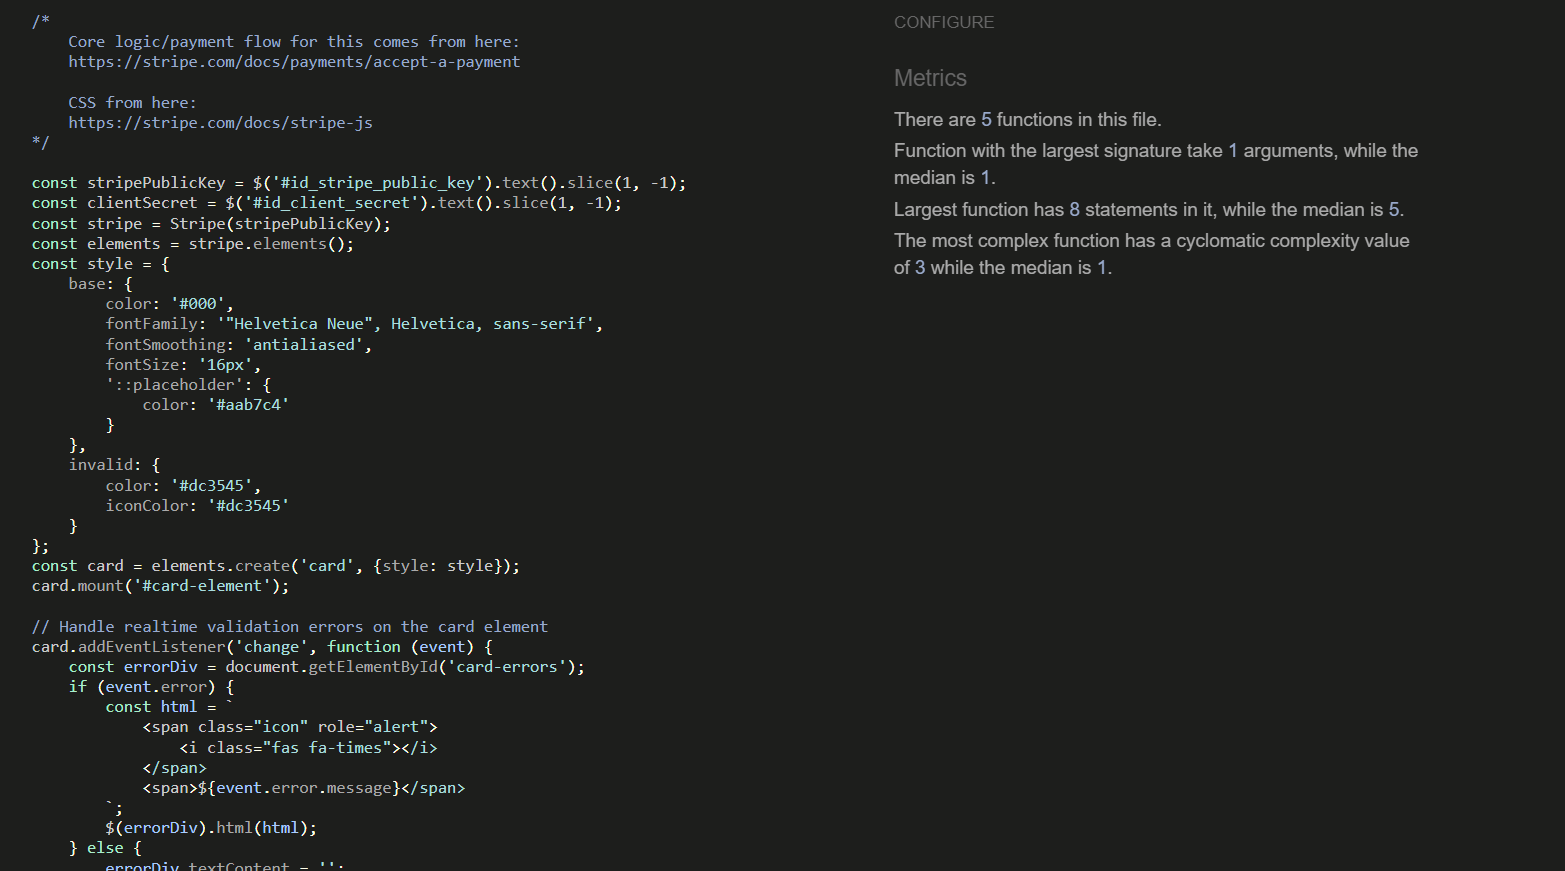 /*
    Core logic/payment flow for this comes from here:
    https://stripe.com/docs/payments/accept-a-payment

    CSS from here:
    https://stripe.com/docs/stripe-js
*/

const stripePublicKey = $('#id_stripe_public_key').text().slice(1, -1);
const clientSecret = $('#id_client_secret').text().slice(1, -1);
const stripe = Stripe(stripePublicKey);
const elements = stripe.elements();
const style = {
    base: {
        color: '#000',
        fontFamily: '"Helvetica Neue", Helvetica, sans-serif',
        fontSmoothing: 'antialiased',
        fontSize: '16px',
        '::placeholder': {
            color: '#aab7c4'
        }
    },
    invalid: {
        color: '#dc3545',
        iconColor: '#dc3545'
    }
};
const card = elements.create('card', {style: style});
card.mount('#card-element');

// Handle realtime validation errors on the card element
card.addEventListener('change', function (event) {
    const errorDiv = document.getElementById('card-errors');
    if (event.error) {
        const html = `
            <span class="icon" role="alert">
                <i class="fas fa-times"></i>
            </span>
            <span>${event.error.message}</span>
        `;
        $(errorDiv).html(html);
    } else {
        errorDiv.textContent = '';
CONFIGURE
Metrics
There are 5 functions in this file.
Function with the largest signature take 1 arguments, while the
median is 1.
Largest function has 8 statements in it, while the median is 5.
The most complex function has a cyclomatic complexity value
of 3 while the median is 1.